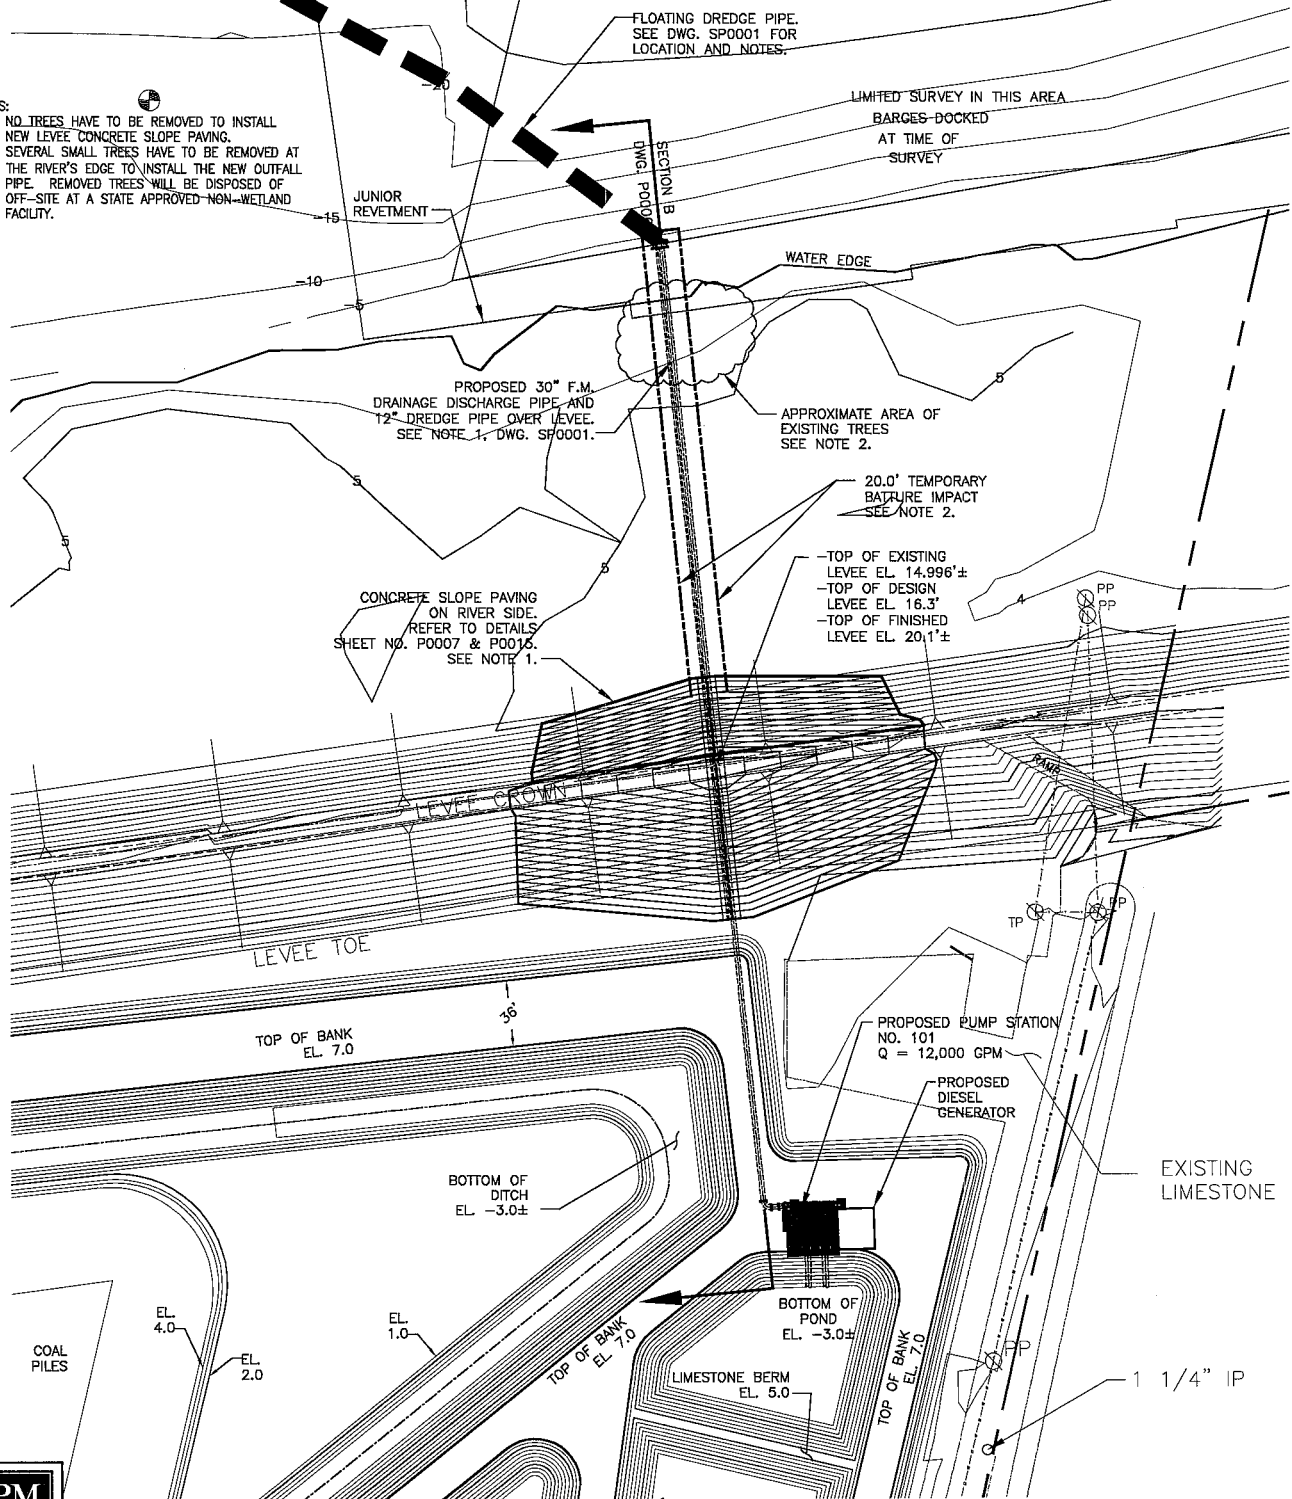 FLOATING DREDGE PIPE.
SEE DWG. SP0001 FOR
LOCATION AND NOTES.
-20
LIMITED SURVEY IN THIS AREA
BARGES DOCKED
AT TIME OF
SURVEY
S:
NO TREES HAVE TO BE REMOVED TO INSTALL
NEW LEVEE CONCRETE SLOPE PAVING.
SEVERAL SMALL TREES HAVE TO BE REMOVED AT
THE RIVER'S EDGE TO INSTALL THE NEW OUTFALL
PIPE. REMOVED TREES WILL BE DISPOSED OF
OFF-SITE AT A STATE APPROVED NON-WETLAND
FACILITY.
SECTION B
DWG. P000
JUNIOR
REVETMENT
-15
WATER EDGE
-10
-5
PROPOSED 30" F.M.
DRAINAGE DISCHARGE PIPE AND
12" DREDGE PIPE OVER LEVEE.
SEE NOTE 1, DWG. SP0001.
5
APPROXIMATE AREA OF
EXISTING TREES
SEE NOTE 2.
5
20.0' TEMPORARY
BATTURE IMPACT
SEE NOTE 2.
5
5
-TOP OF EXISTING
LEVEE EL. 14.996'±
-TOP OF DESIGN
LEVEE EL. 16.3'
-TOP OF FINISHED
LEVEE EL. 20.1'±
CONCRETE SLOPE PAVING
ON RIVER SIDE.
REFER TO DETAILS
SHEET NO. P0007 & P0015.
SEE NOTE 1.
4
PP
PP
RAMP
LEVEE CROWN
LEVEE TOE
TP
PP
36'
TOP OF BANK
EL. 7.0
PROPOSED PUMP STATION
NO. 101
Q = 12,000 GPM
PROPOSED
DIESEL
GENERATOR
EXISTING
LIMESTONE
BOTTOM OF
DITCH
EL. -3.0±
BOTTOM OF
POND
EL. -3.0±
EL.
4.0
EL.
1.0
EL.
2.0
COAL
PILES
TOP OF BANK
EL. 7.0
LIMESTONE BERM
EL. 5.0
TOP OF BANK
EL. 7.0
PP
1 1/4" IP
PM